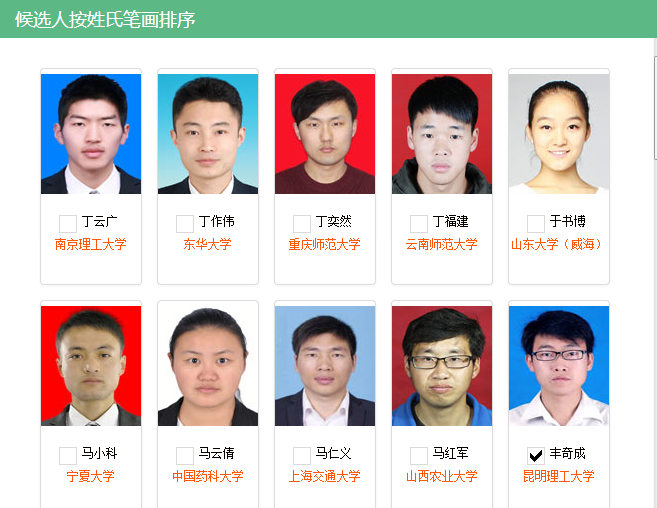 候选人按姓氏笔画排序
丁云广 丁作伟 丁奕然 丁福建 于书博
南京理工大学 东华大学 重庆师范大学 云南师范大学 山东大学（威海）
马小科 马云倩 马仁义 马红军 丰奇成
宁夏大学 中国药科大学 上海交通大学 山西农业大学 昆明理工大学